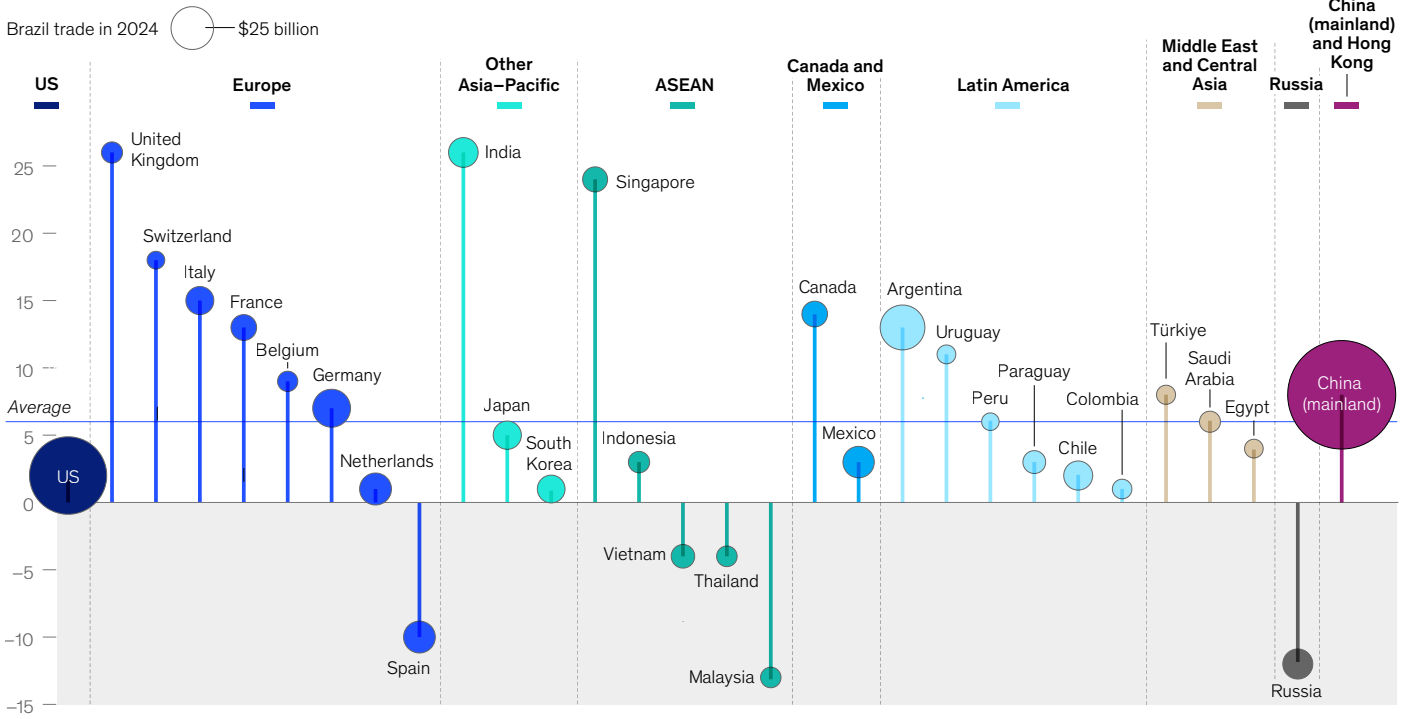 Brazil trade in 2024
$25 billion
US
Europe
Other
Asia–Pacific
ASEAN
Canada and
Mexico
Latin America
Middle East
and Central
Asia
Russia
China
(mainland)
and Hong
Kong
25
20
15
10
Average
5
0
−5
−10
−15
US
United
Kingdom
Switzerland
Italy
France
Belgium
Germany
Netherlands
Spain
India
Japan
South
Korea
Singapore
Indonesia
Vietnam
Thailand
Malaysia
Canada
Mexico
Argentina
Uruguay
Peru
Paraguay
Chile
Colombia
Türkiye
Saudi
Arabia
Egypt
Russia
China
(mainland)